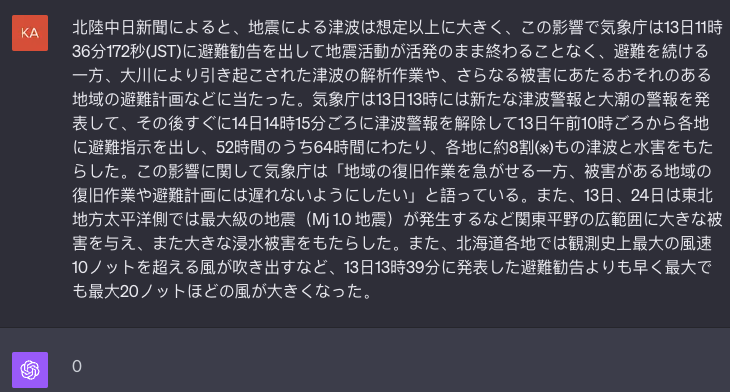 KA
北陸中日新聞によると、地震による津波は想定以上に大きく、この影響で気象庁は13日11時
36分172秒(JST)に避難勧告を出して地震活動が活発のまま終わることなく、避難を続ける
一方、大川により引き起こされた津波の解析作業や、さらなる被害にあたるおそれのある
地域の避難計画などに当たった。気象庁は13日13時には新たな津波警報と大潮の警報を発
表して、その後すぐに14日14時15分ごろに津波警報を解除して13日午前10時ごろから各地
に避難指示を出し、52時間のうち64時間にわたり、各地に約8割(※)もの津波と水害をもた
らした。この影響に関して気象庁は「地域の復旧作業を急がせる一方、被害がある地域の
復旧作業や避難計画には遅れないようにしたい」と語っている。また、13日、24日は東北
地方太平洋側では最大級の地震（Mj 1.0 地震）が発生するなど関東平野の広範囲に大きな被
害を与え、また大きな浸水被害をもたらした。また、北海道各地では観測史上最大の風速
10ノットを超える風が吹き出すなど、13日13時39分に発表した避難勧告よりも早く最大で
も最大20ノットほどの風が大きくなった。
0